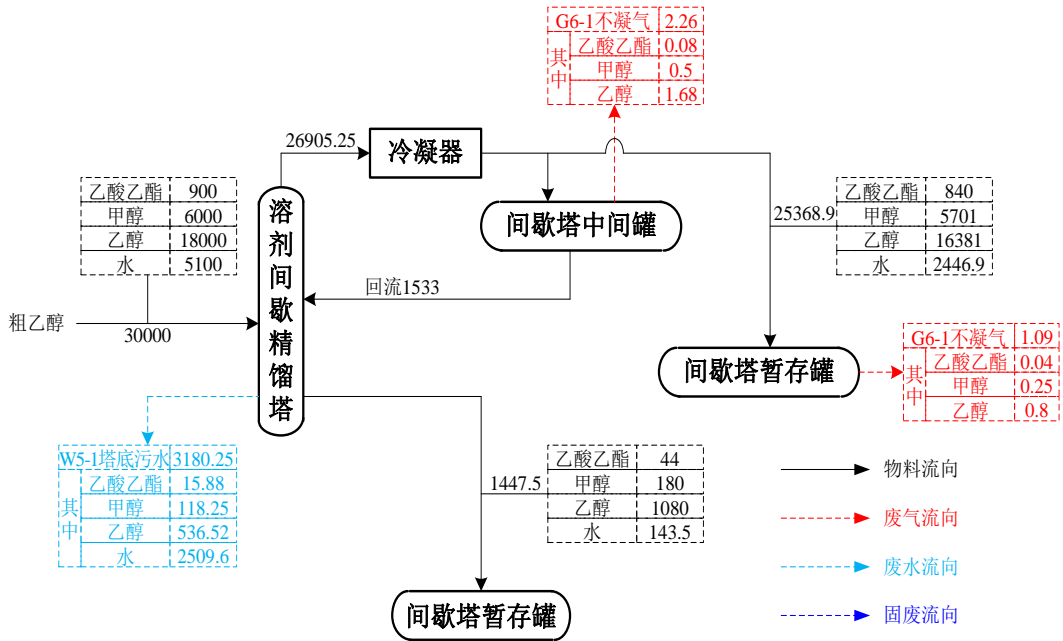 G6-1不凝气 2.26
其中
乙酸乙酯 0.08
甲醇 0.5
乙醇 1.68
26905.25
冷凝器
乙酸乙酯 900
甲醇 6000
乙醇 18000
水 5100
溶剂间歇精馏塔
间歇塔中间罐
25368.9
乙酸乙酯 840
甲醇 5701
乙醇 16381
水 2446.9
回流1533
粗乙醇
30000
间歇塔暂存罐
G6-1不凝气 1.09
其中
乙酸乙酯 0.04
甲醇 0.25
乙醇 0.8
W5-1塔底污水 3180.25
其中
乙酸乙酯 15.88
甲醇 118.25
乙醇 536.52
水 2509.6
1447.5
乙酸乙酯 44
甲醇 180
乙醇 1080
水 143.5
间歇塔暂存罐
物料流向
废气流向
废水流向
固废流向